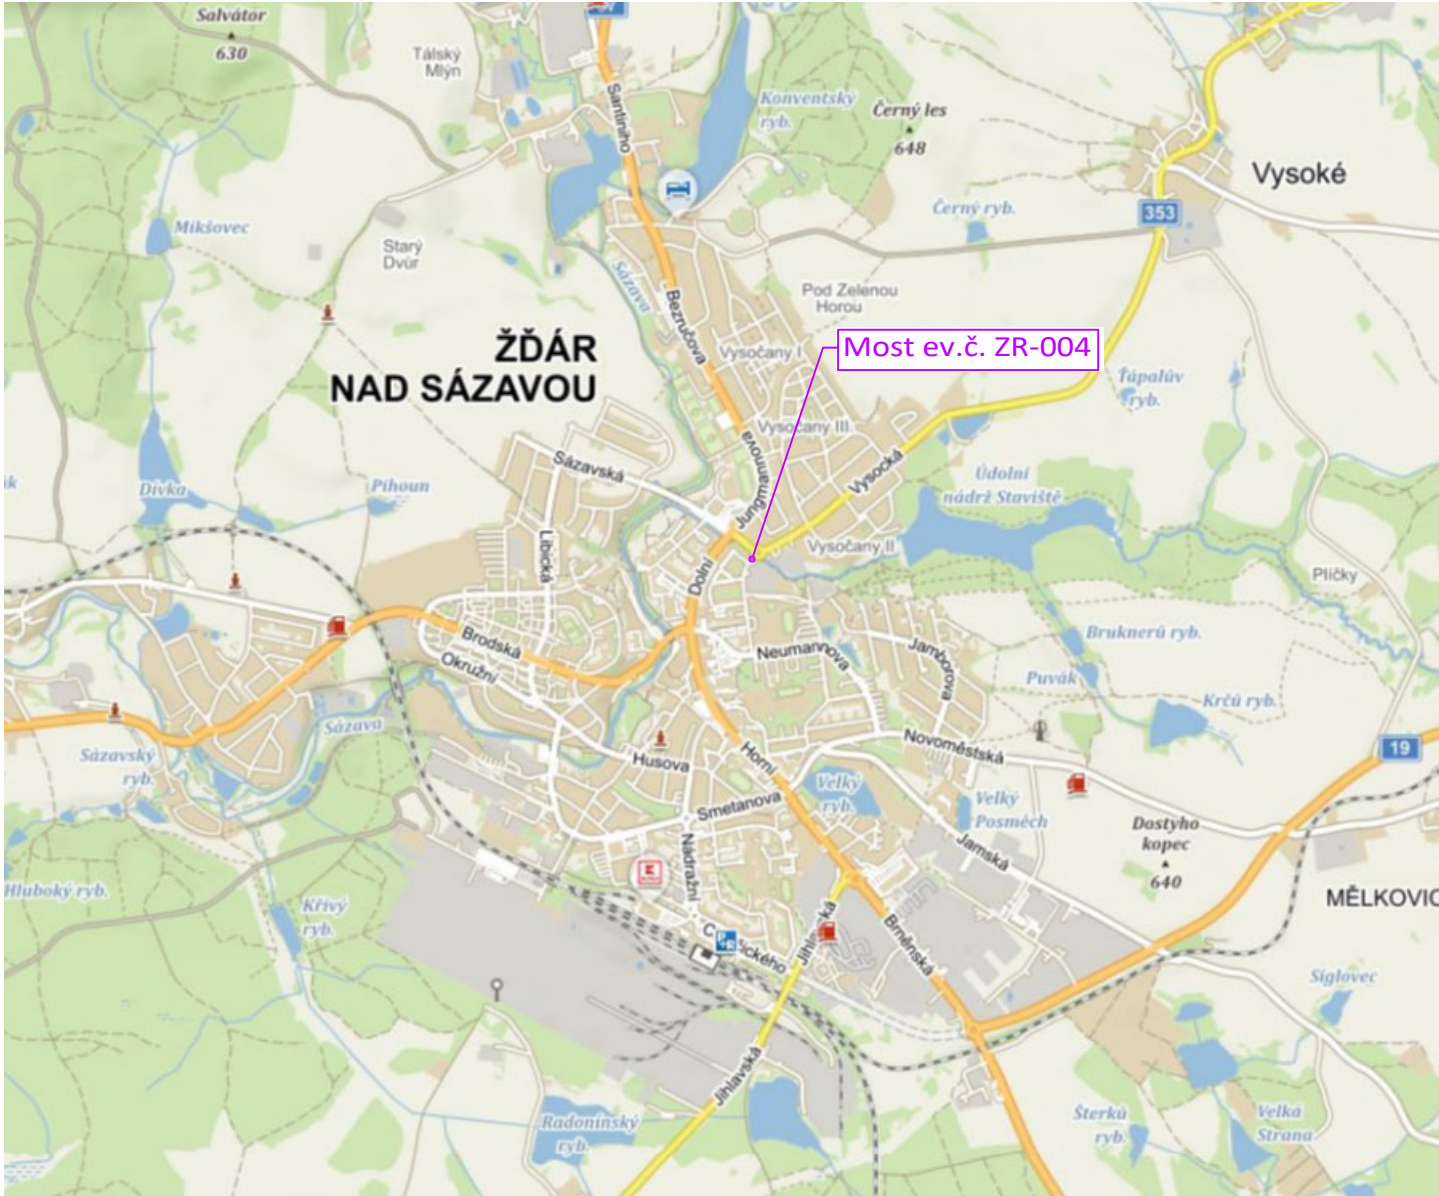 Salvátor
630
37
Tálský
Mlýn
Santiniho
Konventský
ryb.
Černý les
648
Vysoké
353
Mikšovec
Starý
Dvůr
Černý ryb.
Sázava
Pod Zelenou
Horou
Bezručova
ŽĎÁR
NAD SÁZAVOU
Vysočany I
Most ev.č. ZR-004
Ťápalův
ryb.
Vysočany III
Jungmannova
Sázavská
Vysocká
Údolní
nádrž Staviště
Dívka
Pihoun
Libická
Vysočany II
Dolní
Plíčky
Brodská
Okružní
Neumannova
Jamborova
Bruknerů ryb.
Puvák
Krčů ryb.
Sázava
Sázavský
ryb.
Husova
Horní
Novoměstská
19
Velký
ryb.
Smetanova
Velký
Posměch
Dostyho
kopec
640
Nádražní
Jamská
Hluboký ryb.
Křivý
ryb.
MĚLKOVIC
P+R
Brněnská
Siglovec
Jihlavská
Radonínský
ryb.
Šterků
ryb.
Velká
Strana